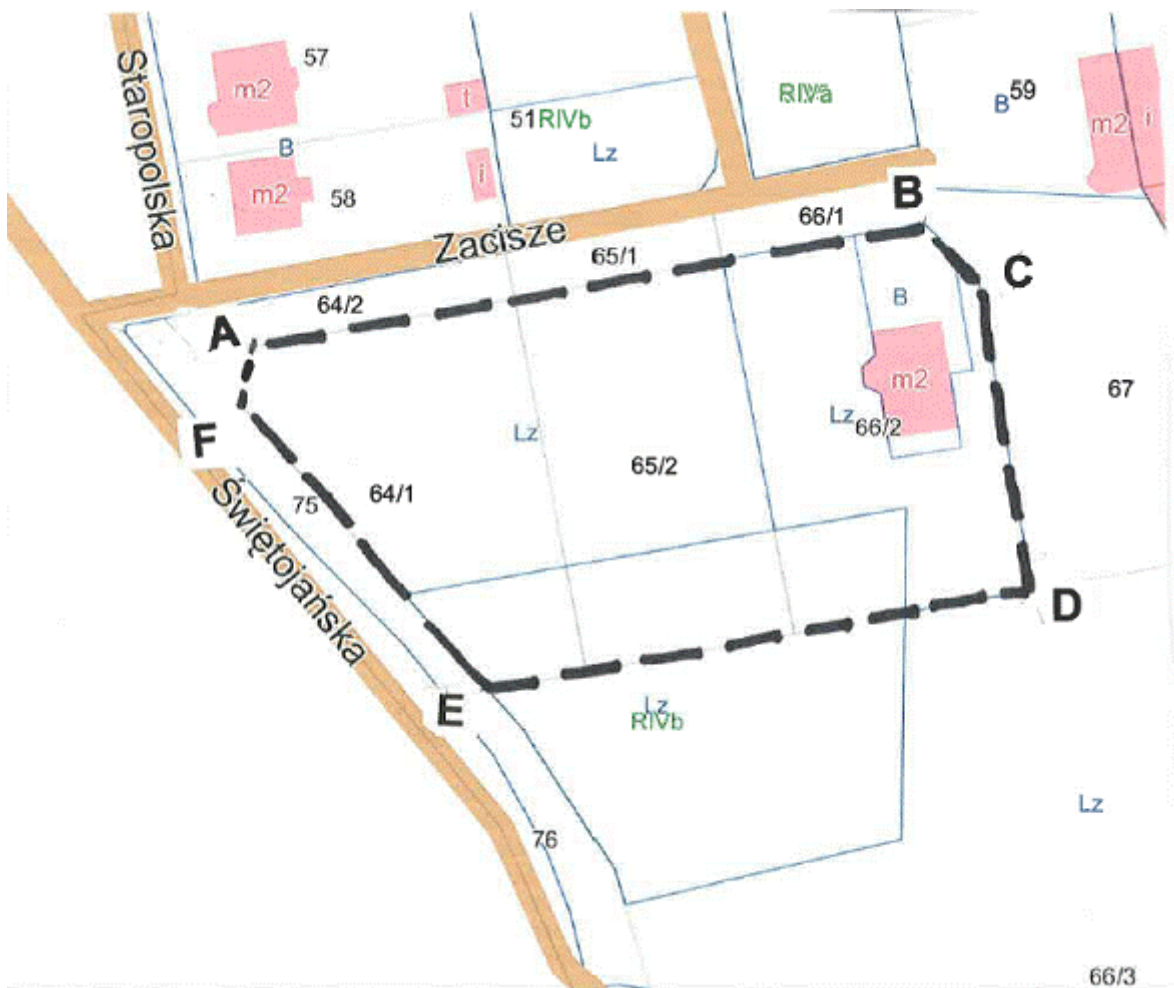 Staropolska
57
m2
t
B
51
RIVb
Lz
m2
i
58
B
59
m2
i
Zacisze
66/1
B
65/1
64/2
A
C
B
m2
67
Lz
66/2
Lz
65/2
F
75
64/1
Świętojańska
D
E
Lz
RIVb
Lz
76
66/3